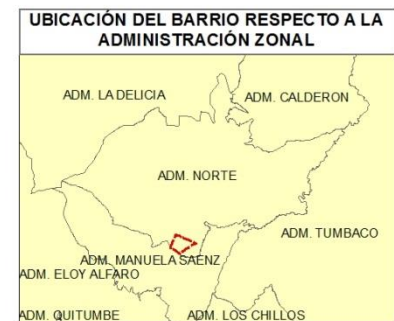 UBICACIÓN DEL BARRIO RESPECTO A LA
ADMINISTRACIÓN ZONAL
ADM. LA DELICIA
ADM. CALDERON
ADM. NORTE
ADM. TUMBACO
ADM. MANUELA SAENZ
ADM. ELOY ALFARO
ADM. QUITUMBE
ADM. LOS CHILLOS